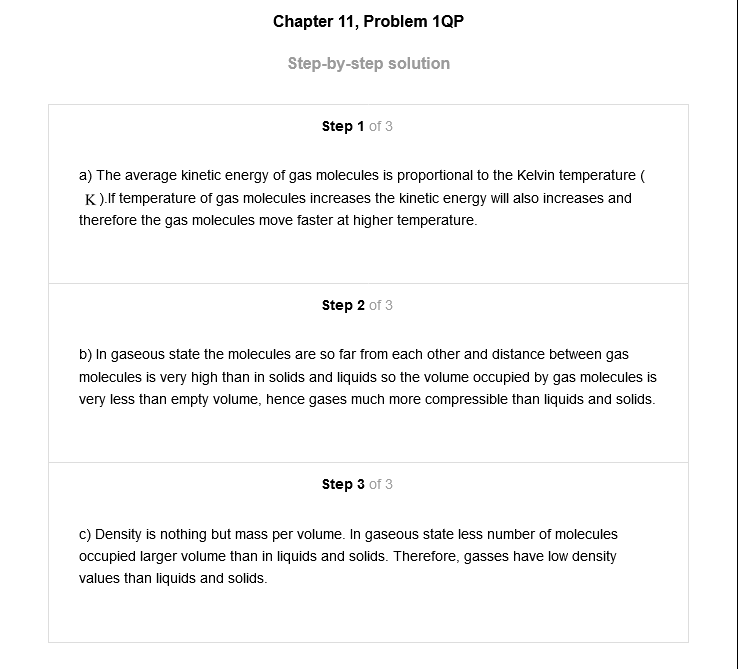 Chapter 11, Problem 1QP
Step-by-step solution
Step 1 of 3
a) The average kinetic energy of gas molecules is proportional to the Kelvin temperature (
K ).If temperature of gas molecules increases the kinetic energy will also increases and
therefore the gas molecules move faster at higher temperature.
Step 2 of 3
b) In gaseous state the molecules are so far from each other and distance between gas
molecules is very high than in solids and liquids so the volume occupied by gas molecules is
very less than empty volume, hence gases much more compressible than liquids and solids.
Step 3 of 3
c) Density is nothing but mass per volume. In gaseous state less number of molecules
occupied larger volume than in liquids and solids. Therefore, gasses have low density
values than liquids and solids.